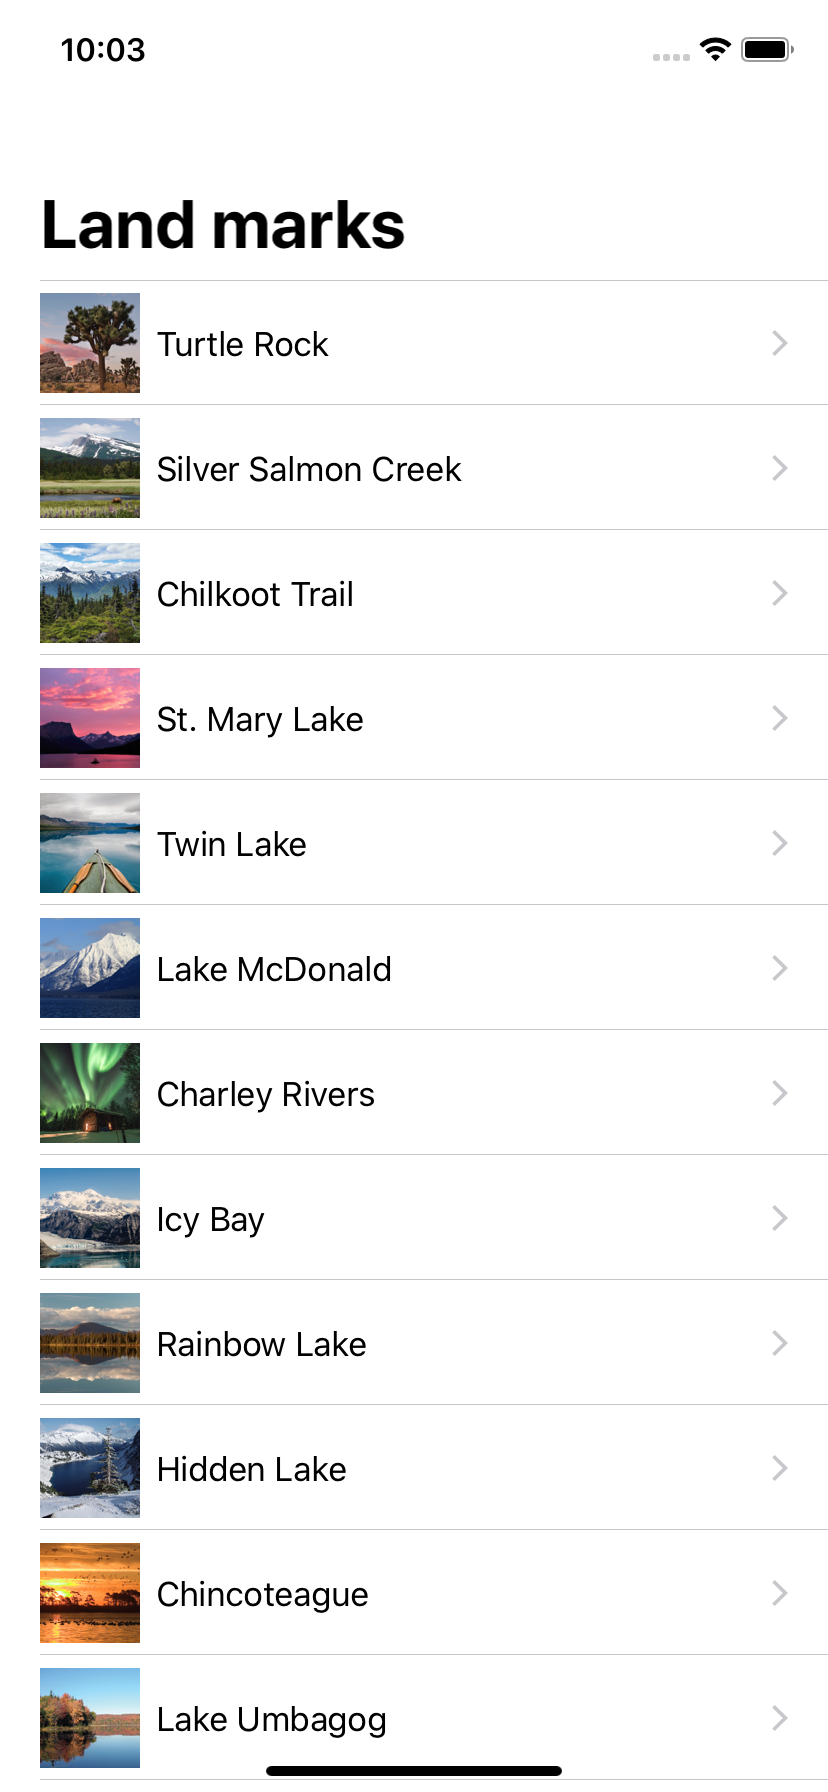 10:03
Land marks
Turtle Rock
Silver Salmon Creek
Chilkoot Trail
St. Mary Lake
Twin Lake
Lake McDonald
Charley Rivers
Icy Bay
Rainbow Lake
Hidden Lake
Chincoteague
Lake Umbagog